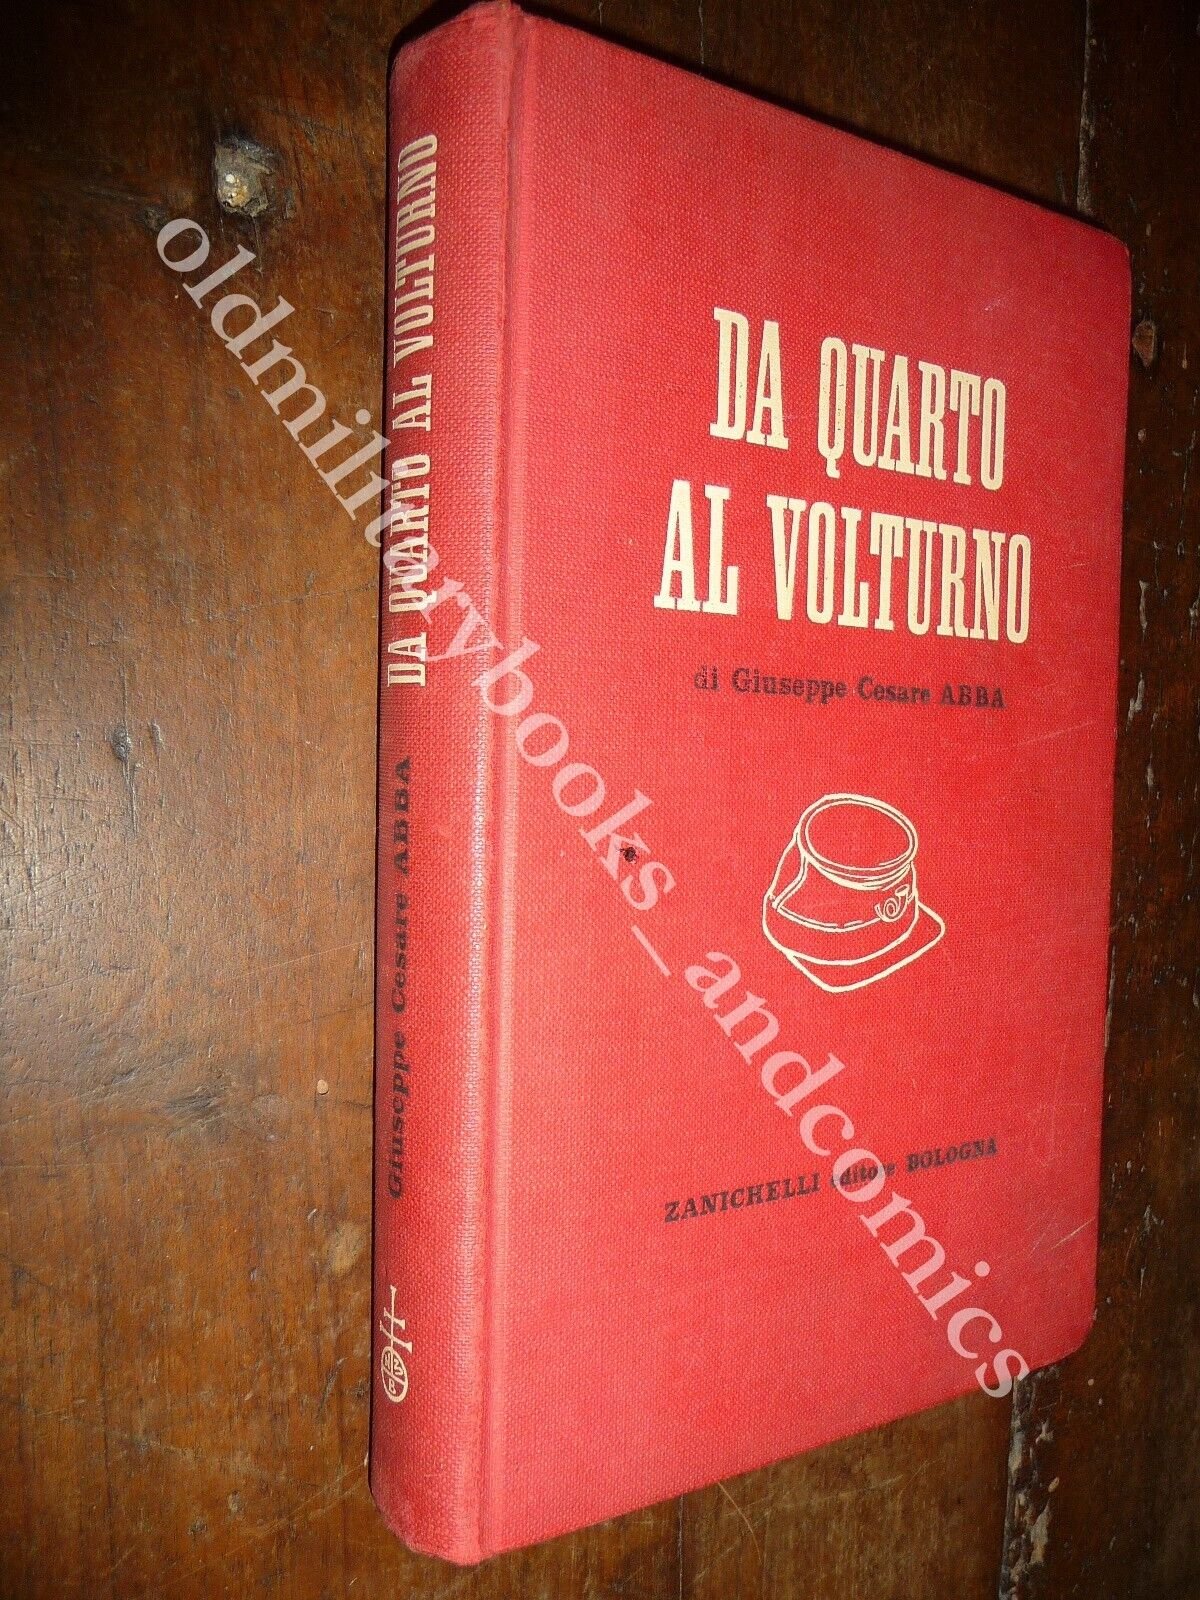 DA QUARTO AL VOLTURNO
Giuseppe Cesare ABBA
NZ
B
DA QUARTO
AL VOLTURNO
di Giuseppe Cesare ABBA
ZANICHELLI editore BOLOGNA
oldmilitarybooks_andcomics